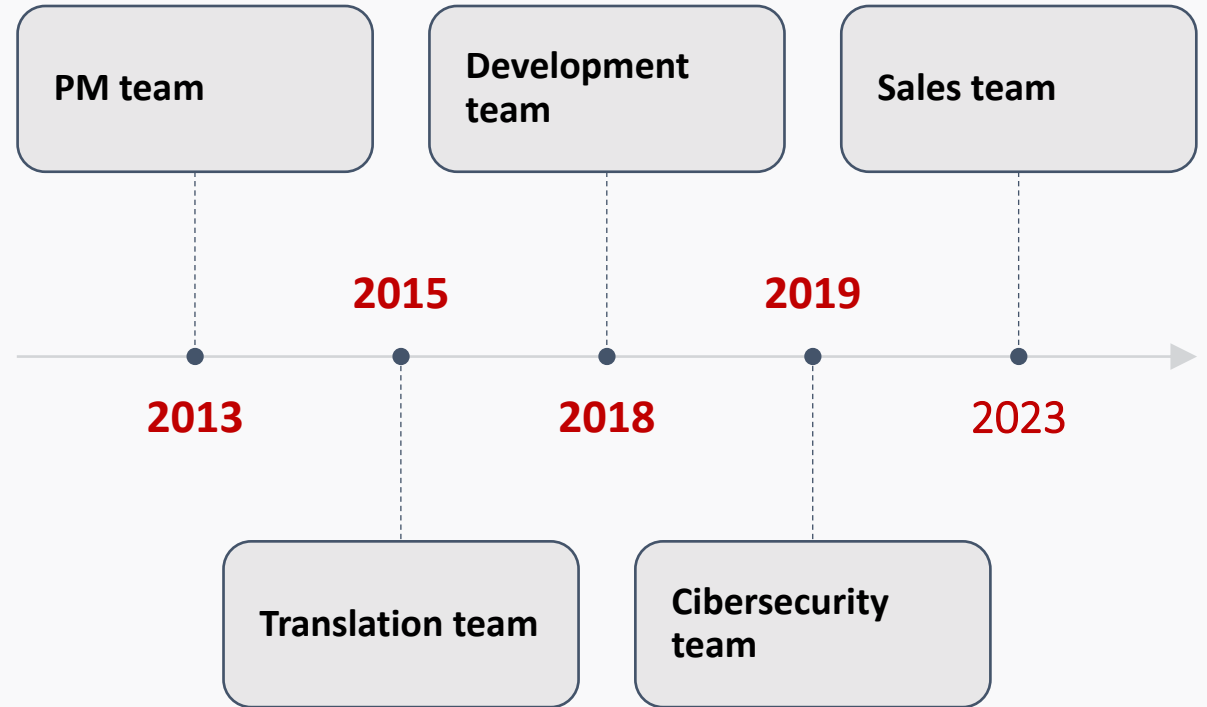 PM team
Development
team
Sales team
2015
2019
2013
2018
2023
Translation team
Cibersecurity
team